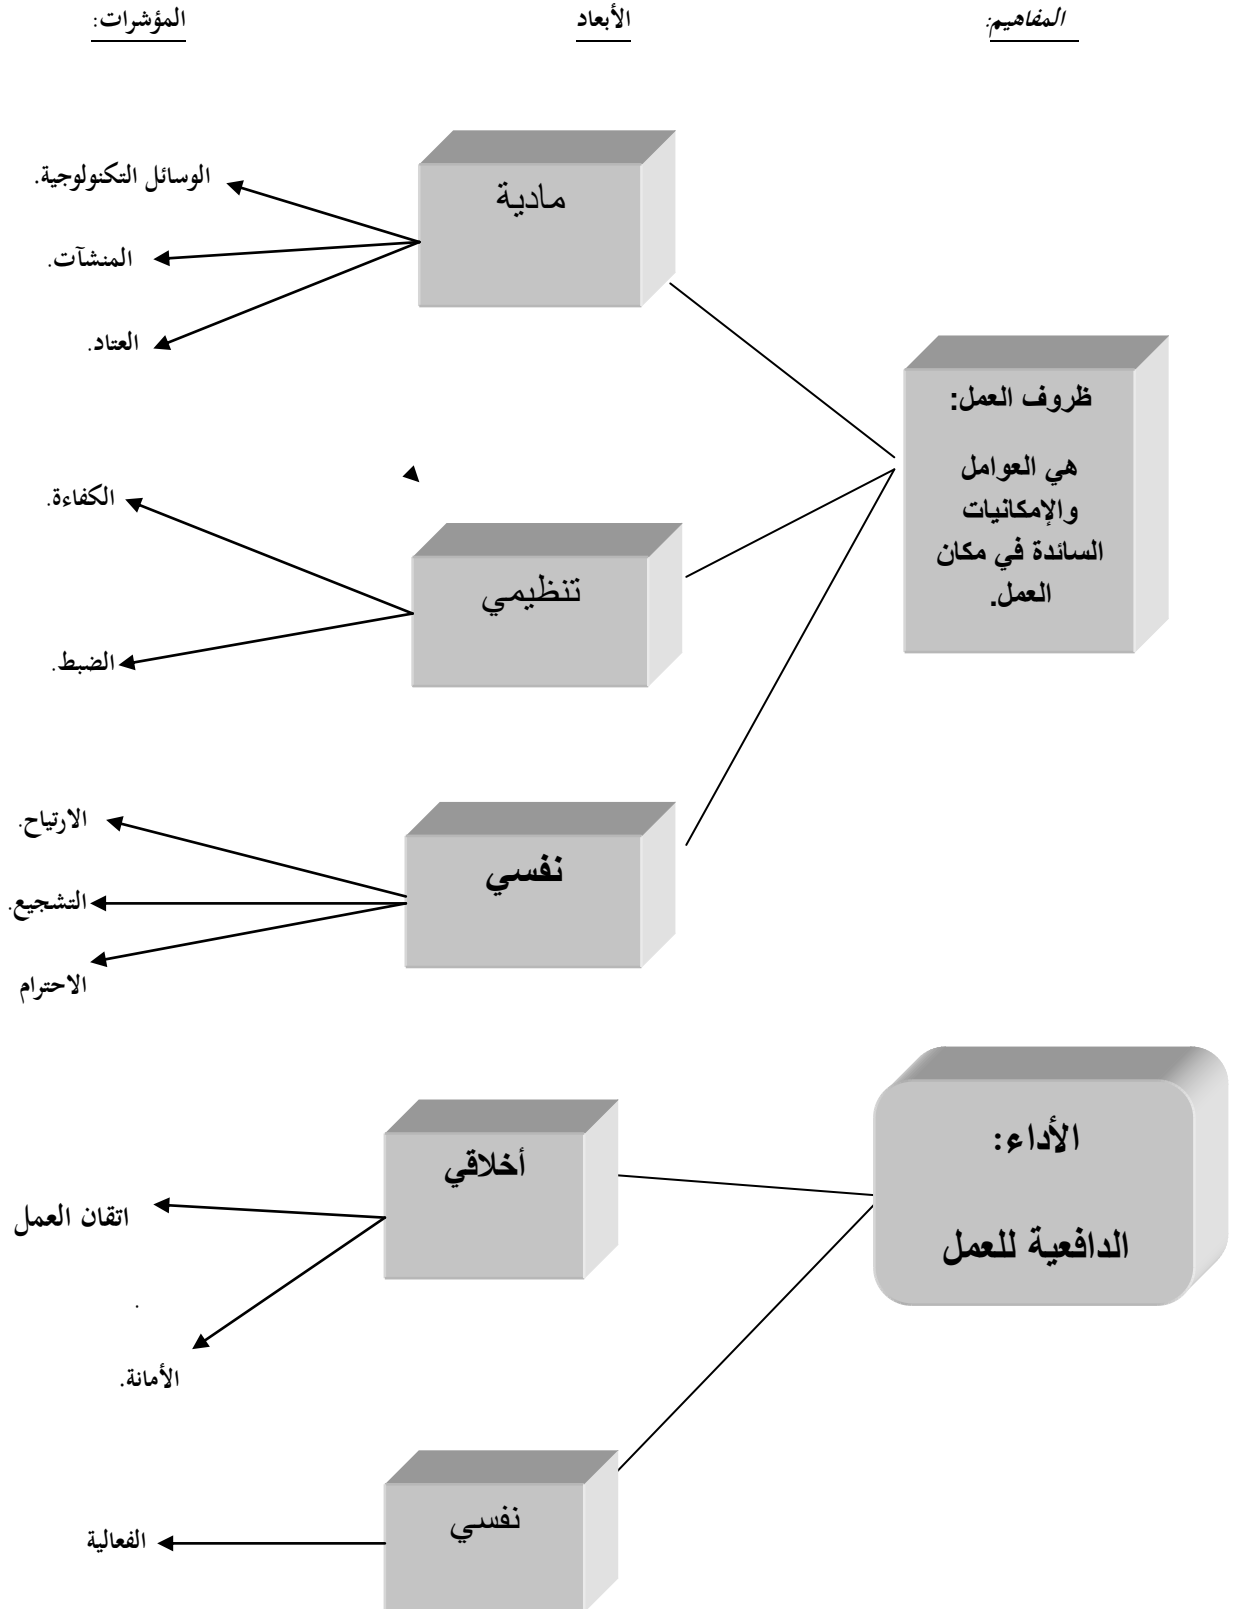 المفاهيم:
الأبعاد
المؤشرات:
مادية
الوسائل التكنولوجية.
المنشآت.
العتاد.
ظروف العمل:
هي العوامل
والإمكانيات
السائدة في مكان
العمل.
تنظيمي
الكفاءة.
الضبط.
نفسي
الارتياح.
التشجيع.
الاحترام
الأداء:
الدافعية للعمل
أخلاقي
اتقان العمل
.
الأمانة.
نفسي
الفعالية